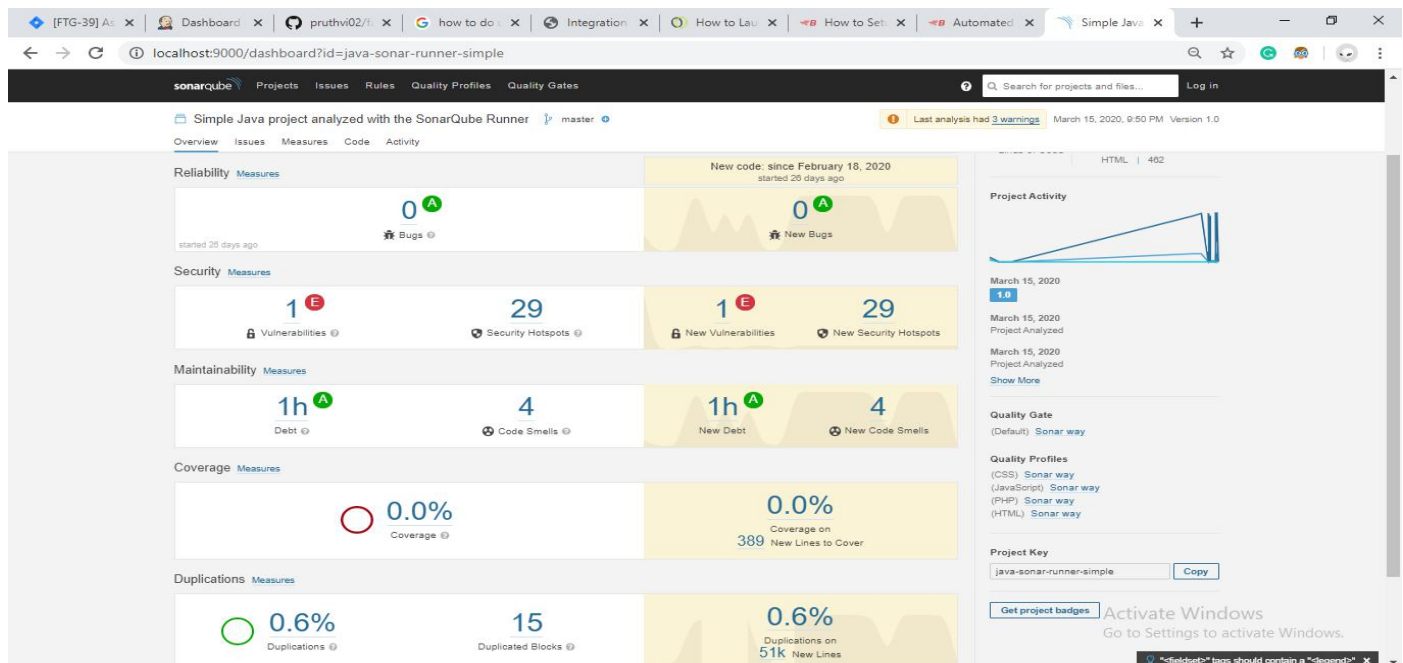 [FTG-39] As
Dashboard
pruthvi02/f
how to do
Integration
How to Lau
How to Set
Automated
Simple Java
localhost:9000/dashboard?id=java-sonar-runner-simple
sonarqube Projects Issues Rules Quality Profiles Quality Gates
Search for projects and files... Log in
Simple Java project analyzed with the SonarQube Runner master
Last analysis had 3 warnings March 15, 2020, 9:50 PM Version 1.0
Overview Issues Measures Code Activity
HTML | 462
Reliability Measures
New code: since February 18, 2020
started 26 days ago
0 A
Bugs
started 26 days ago
0 A
New Bugs
Security Measures
1 E
Vulnerabilities
29
Security Hotspots
1 E
New Vulnerabilities
29
New Security Hotspots
Maintainability Measures
1h A
Debt
4
Code Smells
1h A
New Debt
4
New Code Smells
Coverage Measures
0.0%
Coverage
0.0%
Coverage on
389 New Lines to Cover
Duplications Measures
0.6%
Duplications
15
Duplicated Blocks
0.6%
Duplications on
51k New Lines
Project Activity
March 15, 2020
1.0
March 15, 2020
Project Analyzed
March 15, 2020
Project Analyzed
Show More
Quality Gate
(Default) Sonar way
Quality Profiles
(CSS) Sonar way
(JavaScript) Sonar way
(PHP) Sonar way
(HTML) Sonar way
Project Key
java-sonar-runner-simple Copy
Get project badges
Activate Windows
Go to Settings to activate Windows.
"<fieldset>" tags should contain a "<legend>"